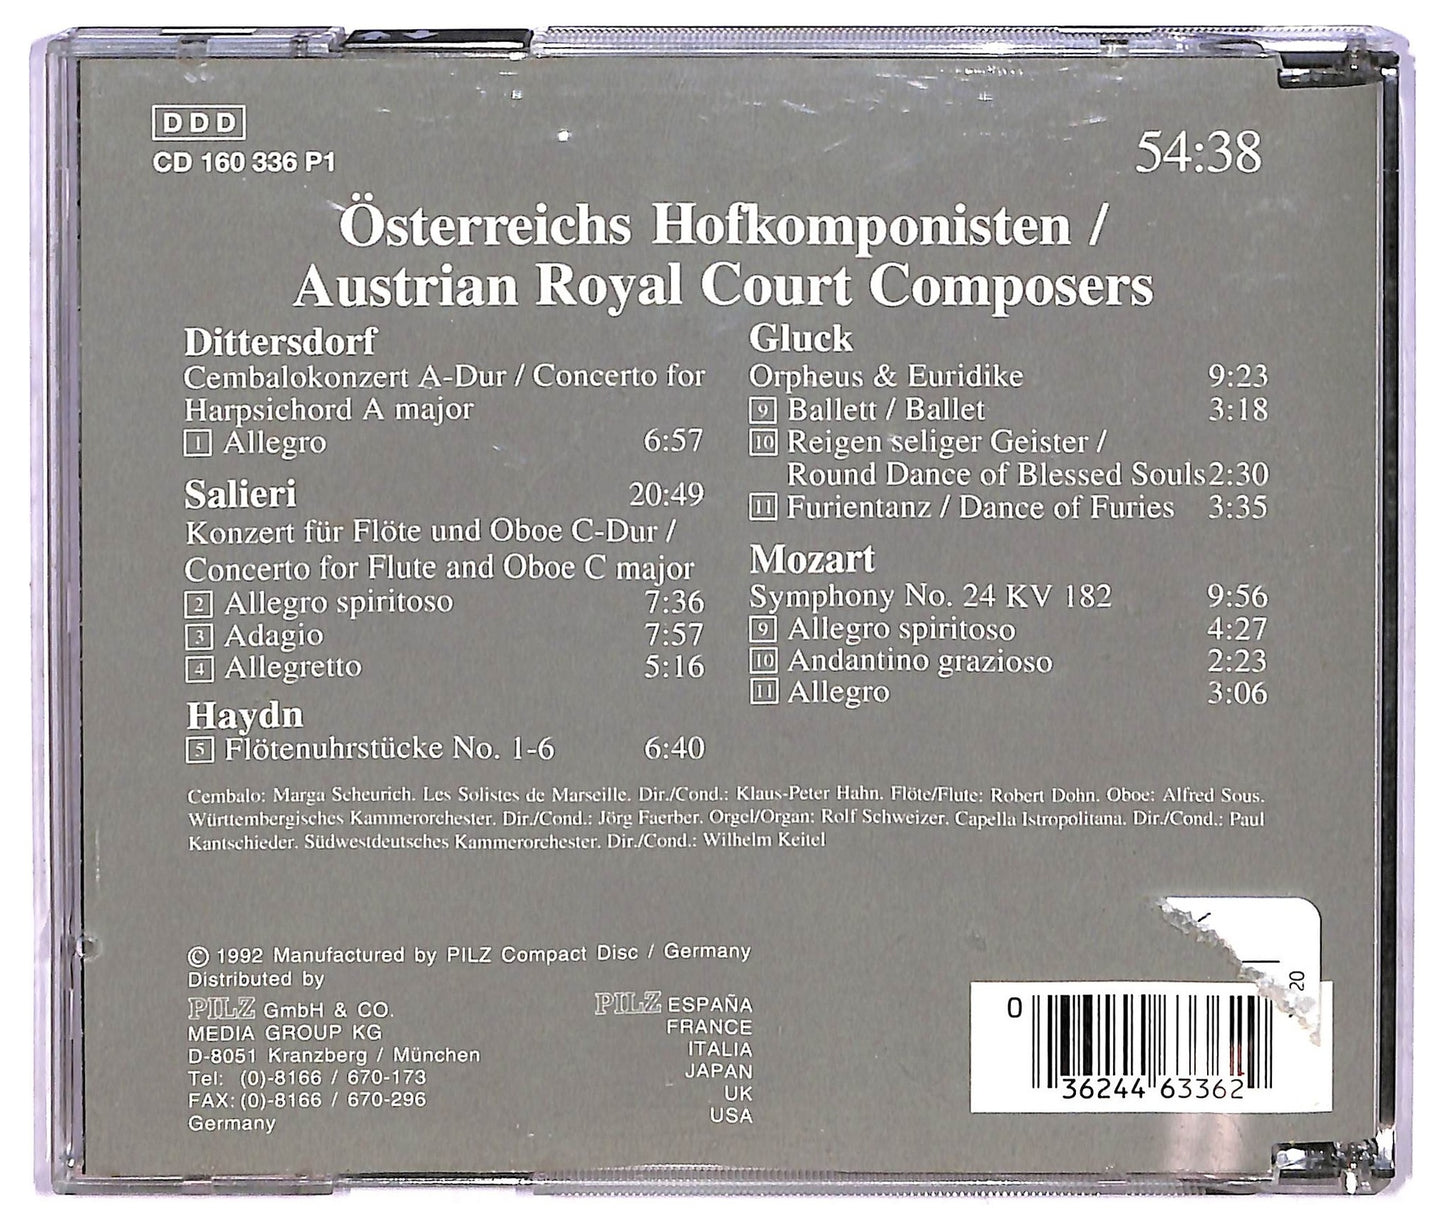 DDD
CD 160 336 P1
54:38
Österreichs Hofkomponisten /
Austrian Royal Court Composers
Dittersdorf
Cembalokonzert A-Dur / Concerto for
Harpsichord A major
1 Allegro 6:57
Salieri 20:49
Konzert für Flöte und Oboe C-Dur /
Concerto for Flute and Oboe C major
2 Allegro spiritoso 7:36
3 Adagio 7:57
4 Allegretto 5:16
Haydn
5 Flötenuhrstücke No. 1-6 6:40
Gluck
Orpheus & Euridike 9:23
9 Ballett / Ballet 3:18
10 Reigen seliger Geister /
Round Dance of Blessed Souls 2:30
11 Furientanz / Dance of Furies 3:35
Mozart
Symphony No. 24 KV 182 9:56
9 Allegro spiritoso 4:27
10 Andantino grazioso 2:23
11 Allegro 3:06
Cembalo: Marga Scheurich. Les Solistes de Marseille. Dir./Cond.: Klaus-Peter Hahn. Flöte/Flute: Robert Dohn. Oboe: Alfred Sous.
Württembergisches Kammerorchester. Dir./Cond.: Jörg Faerber. Orgel/Organ: Rolf Schweizer. Capella Istropolitana. Dir./Cond.: Paul
Kantschieder. Südwestdeutsches Kammerorchester. Dir./Cond.: Wilhelm Keitel
© 1992 Manufactured by PILZ Compact Disc / Germany
Distributed by
PILZ GmbH & CO.
MEDIA GROUP KG
D-8051 Kranzberg / München
Tel: (0)-8166 / 670-173
FAX: (0)-8166 / 670-296
Germany
PILZ ESPAÑA
FRANCE
ITALIA
JAPAN
UK
USA
20
0 36244 63362